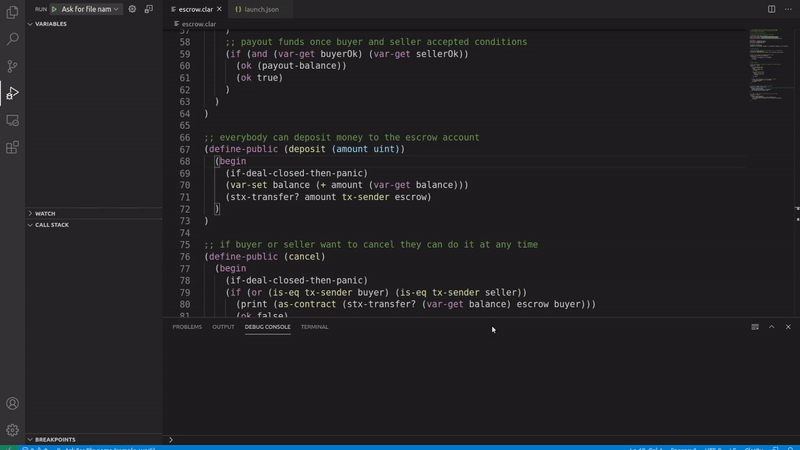 RUN Ask for file nam
escrow.clar launch.json
VARIABLES
escrow.clar
57 )
58 ;; payout funds once buyer and seller accepted conditions
59 (if (and (var-get buyerOk) (var-get sellerOk))
60 (ok (payout-balance))
61 (ok true)
62 )
63 )
64 )
65
66 ;; everybody can deposit money to the escrow account
67 (define-public (deposit (amount uint))
68 (begin
69 (if-deal-closed-then-panic)
70 (var-set balance (+ amount (var-get balance)))
71 (stx-transfer? amount tx-sender escrow)
72 )
73 )
74
75 ;; if buyer or seller want to cancel they can do it at any time
76 (define-public (cancel)
77 (begin
78 (if-deal-closed-then-panic)
79 (if (or (is-eq tx-sender buyer) (is-eq tx-sender seller))
80 (print (as-contract (stx-transfer? (var-get balance) escrow buyer)))
81 (ok false)
WATCH
CALL STACK
PROBLEMS OUTPUT DEBUG CONSOLE TERMINAL
BREAKPOINTS